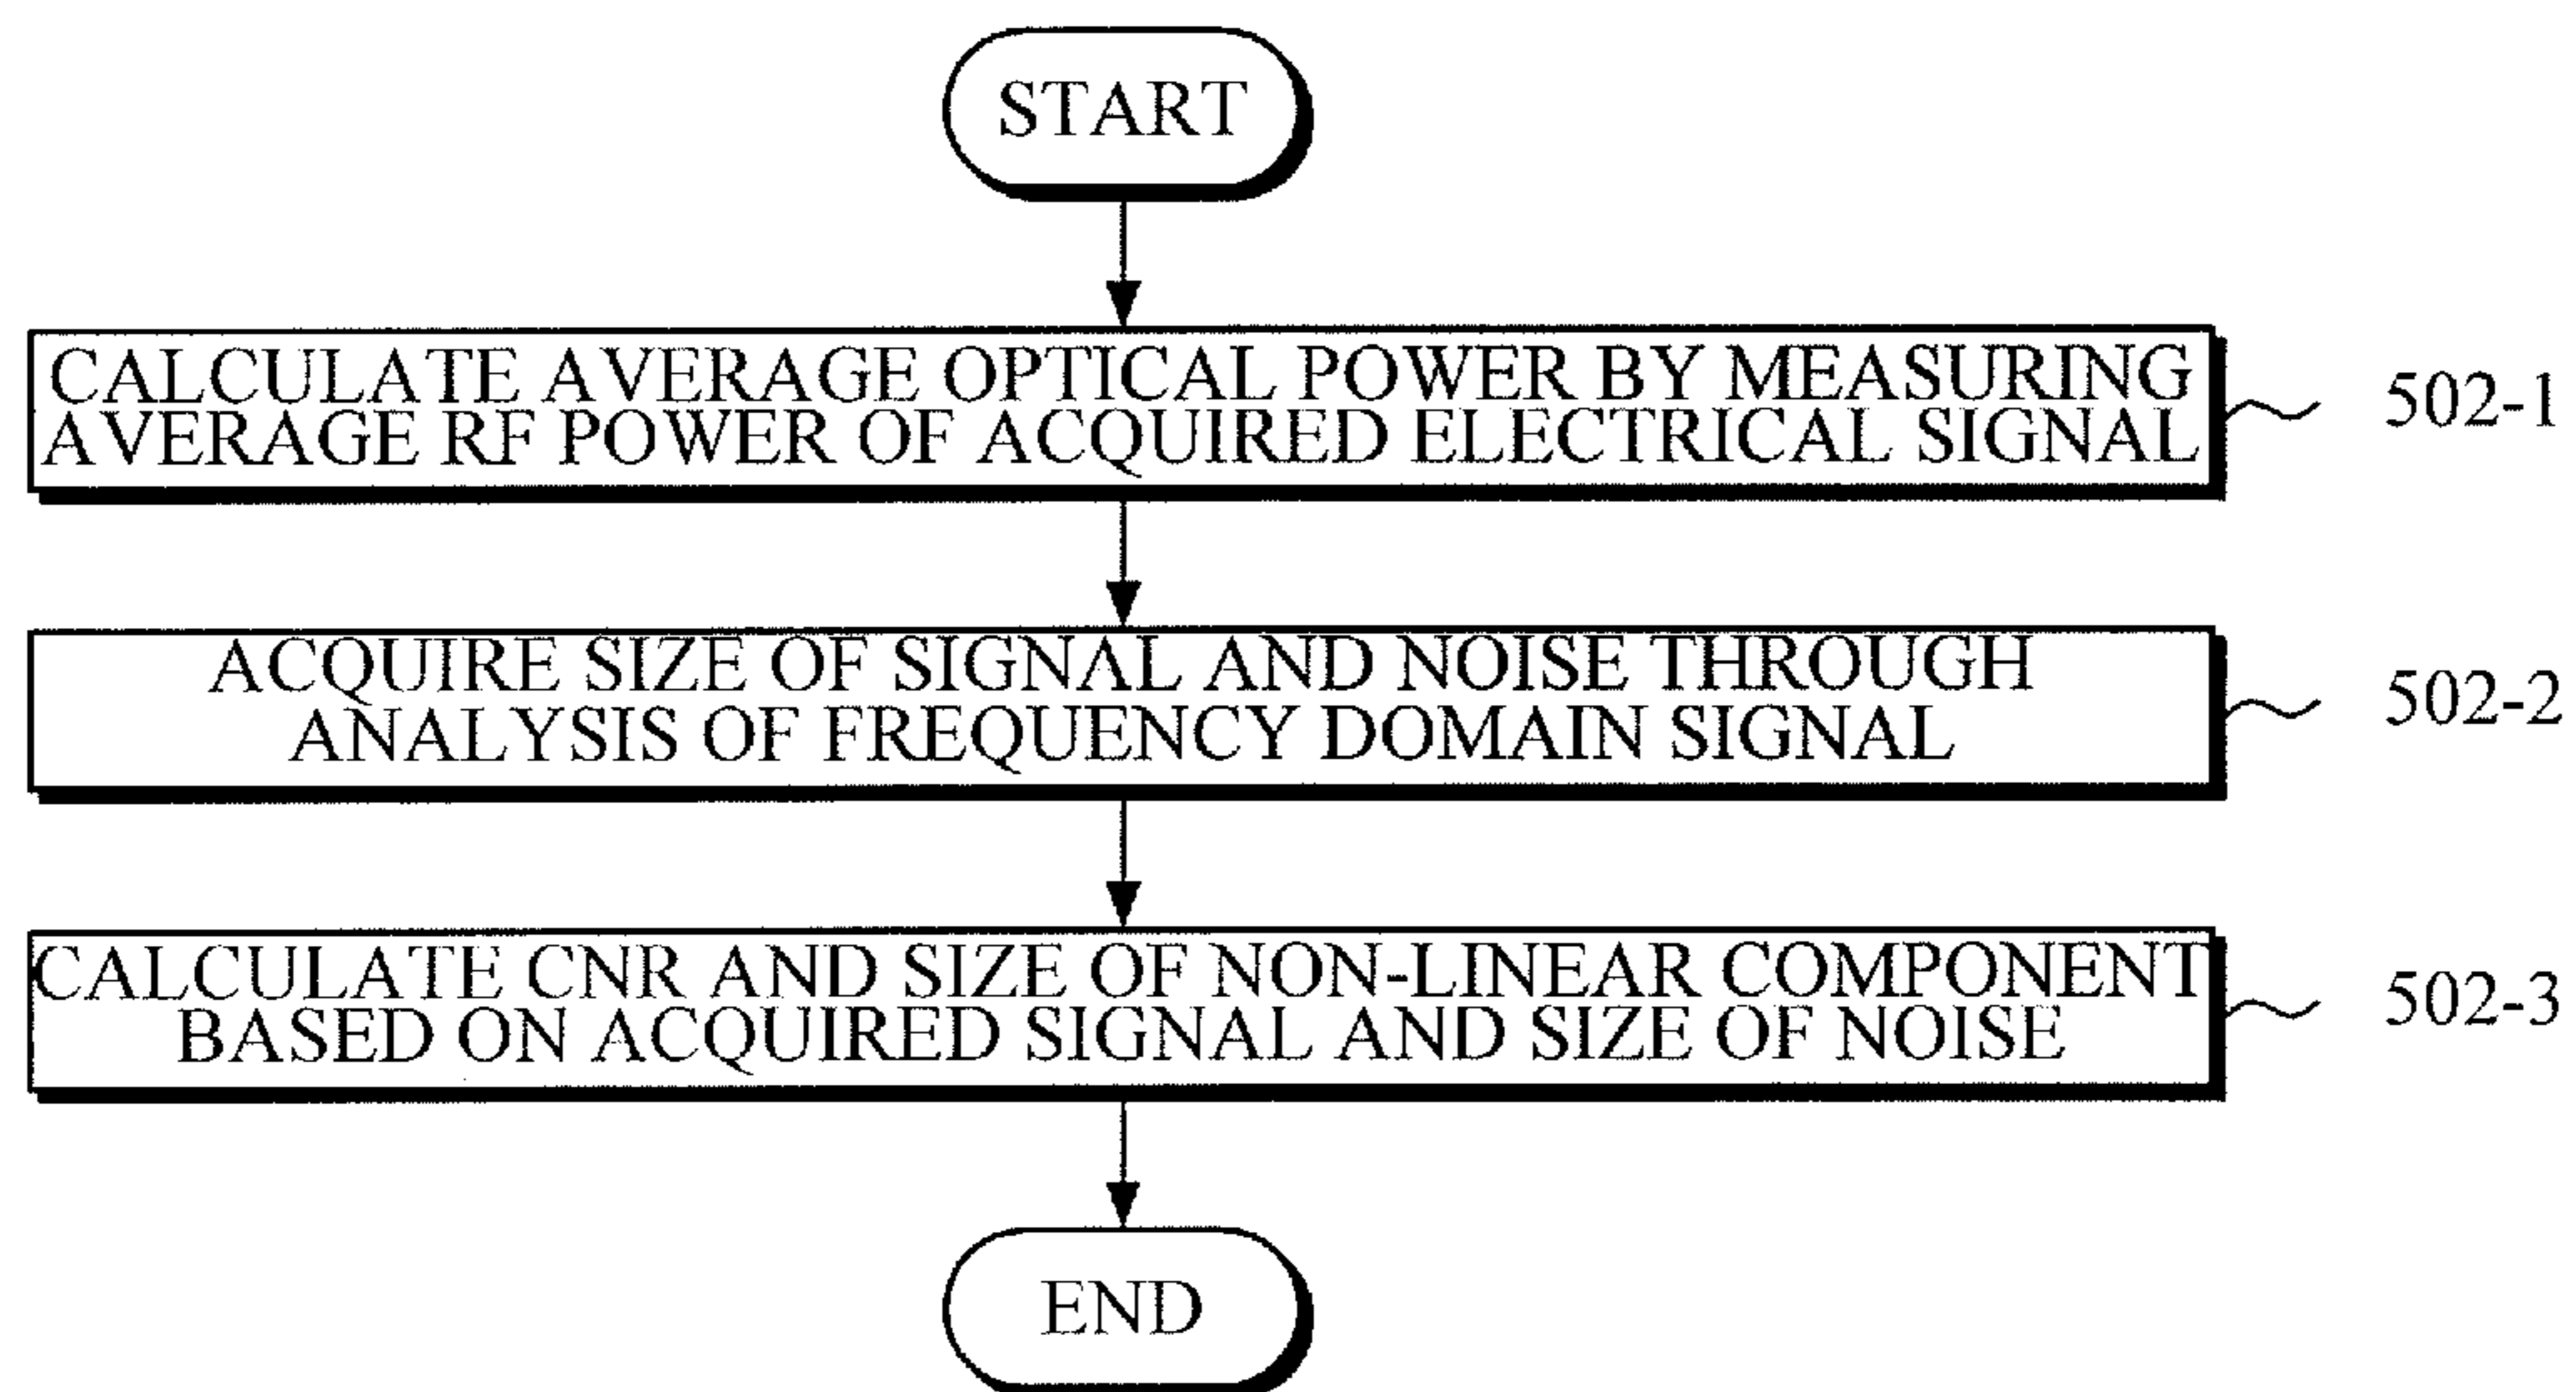 START
CALCULATE AVERAGE OPTICAL POWER BY MEASURING
AVERAGE RF POWER OF ACQUIRED ELECTRICAL SIGNAL
502-1
ACQUIRE SIZE OF SIGNAL AND NOISE THROUGH
ANALYSIS OF FREQUENCY DOMAIN SIGNAL
502-2
CALCULATE CNR AND SIZE OF NON-LINEAR COMPONENT
BASED ON ACQUIRED SIGNAL AND SIZE OF NOISE
502-3
END